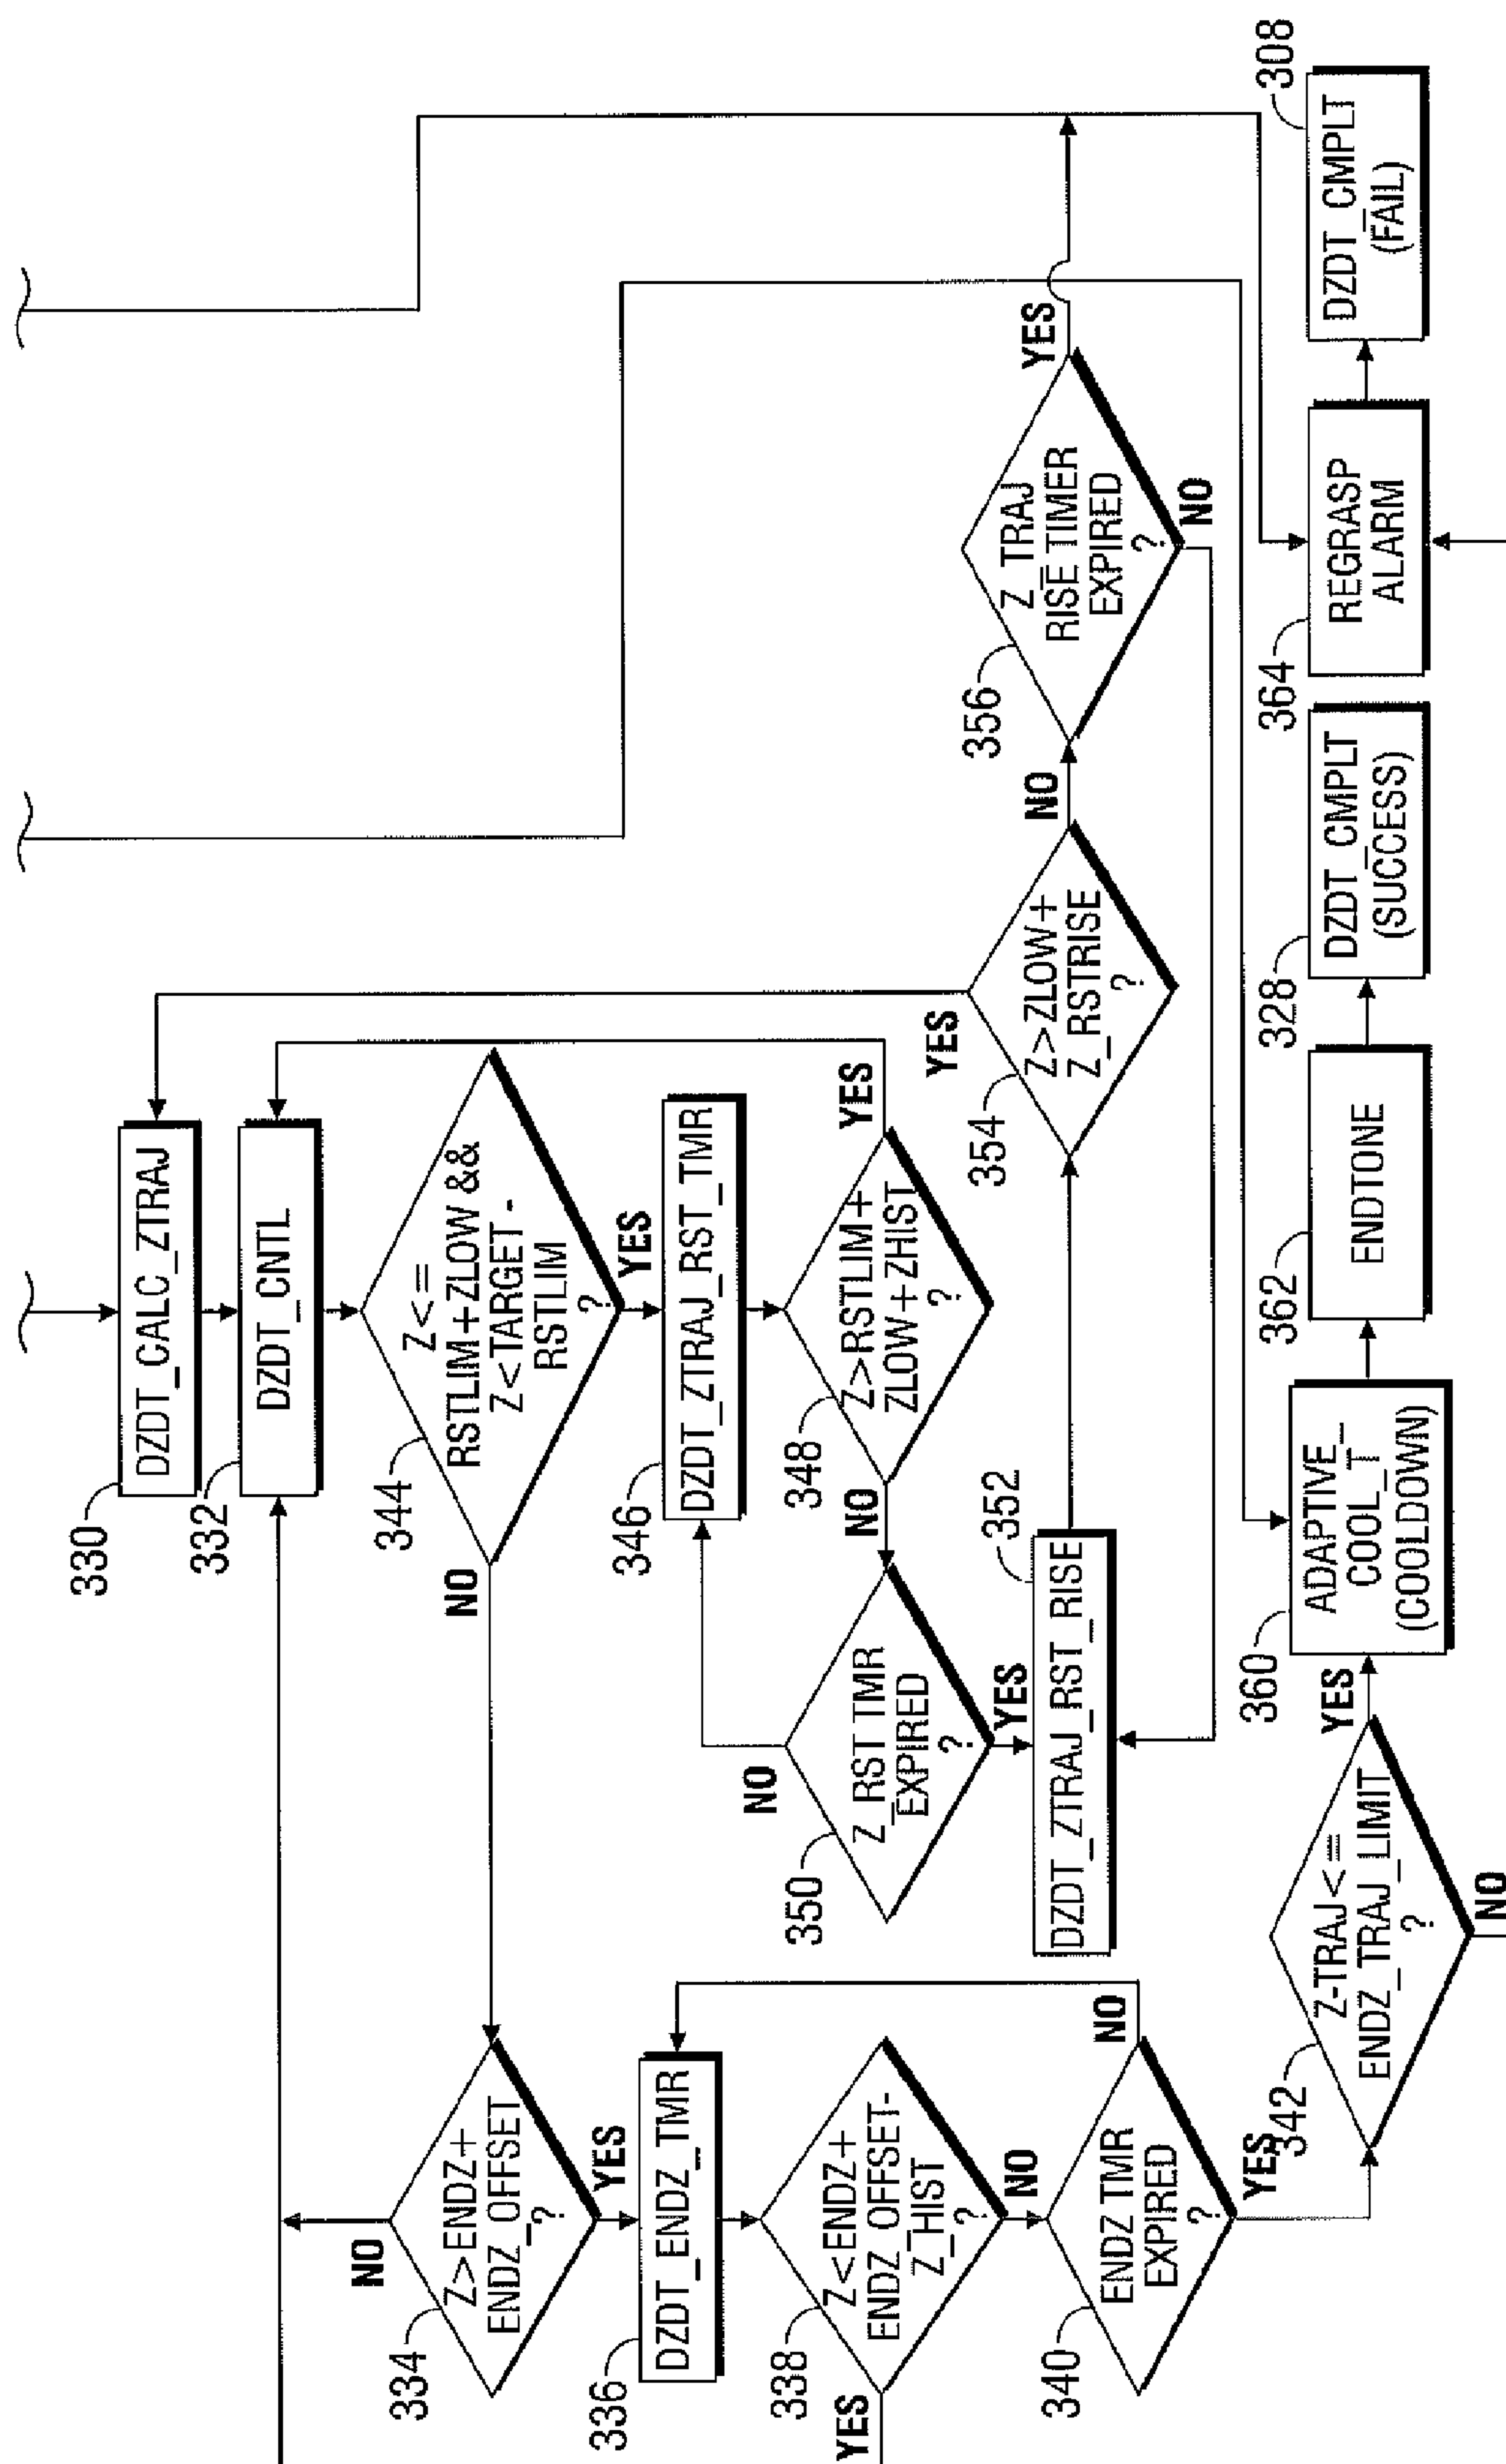 330
DZDT_CALC_ZTRAJ
332
DZDT_CNTL
344
Z<=
RSTLIM+ZLOW &&
Z<TARGET-
RSTLIM
?
NO
YES
334
Z>ENDZ+
ENDZ_OFFSET
?
NO
YES
336
DZDT_ENDZ_TMR
338
Z<ENDZ+
ENDZ_OFFSET-
Z_HIST
?
YES
NO
340
ENDZ TMR
EXPIRED
?
NO
YES
342
Z-TRAJ<=
ENDZ_TRAJ_LIMIT
?
YES
NO
346
DZDT_ZTRAJ_RST_TMR
348
Z>RSTLIM+
ZLOW+ZHIST
?
YES
NO
350
Z_RST TMR
EXPIRED
?
NO
YES
352
DZDT_ZTRAJ_RST_RISE
354
Z>ZLOW+
Z_RSTRISE
?
YES
NO
356
Z_TRAJ
RISE TIMER
EXPIRED
?
YES
NO
360
ADAPTIVE_
COOL_T
(COOLDOWN)
362
ENDTONE
328
DZDT_CMPLT
(SUCCESS)
364
REGRASP
ALARM
308
DZDT_CMPLT
(FAIL)